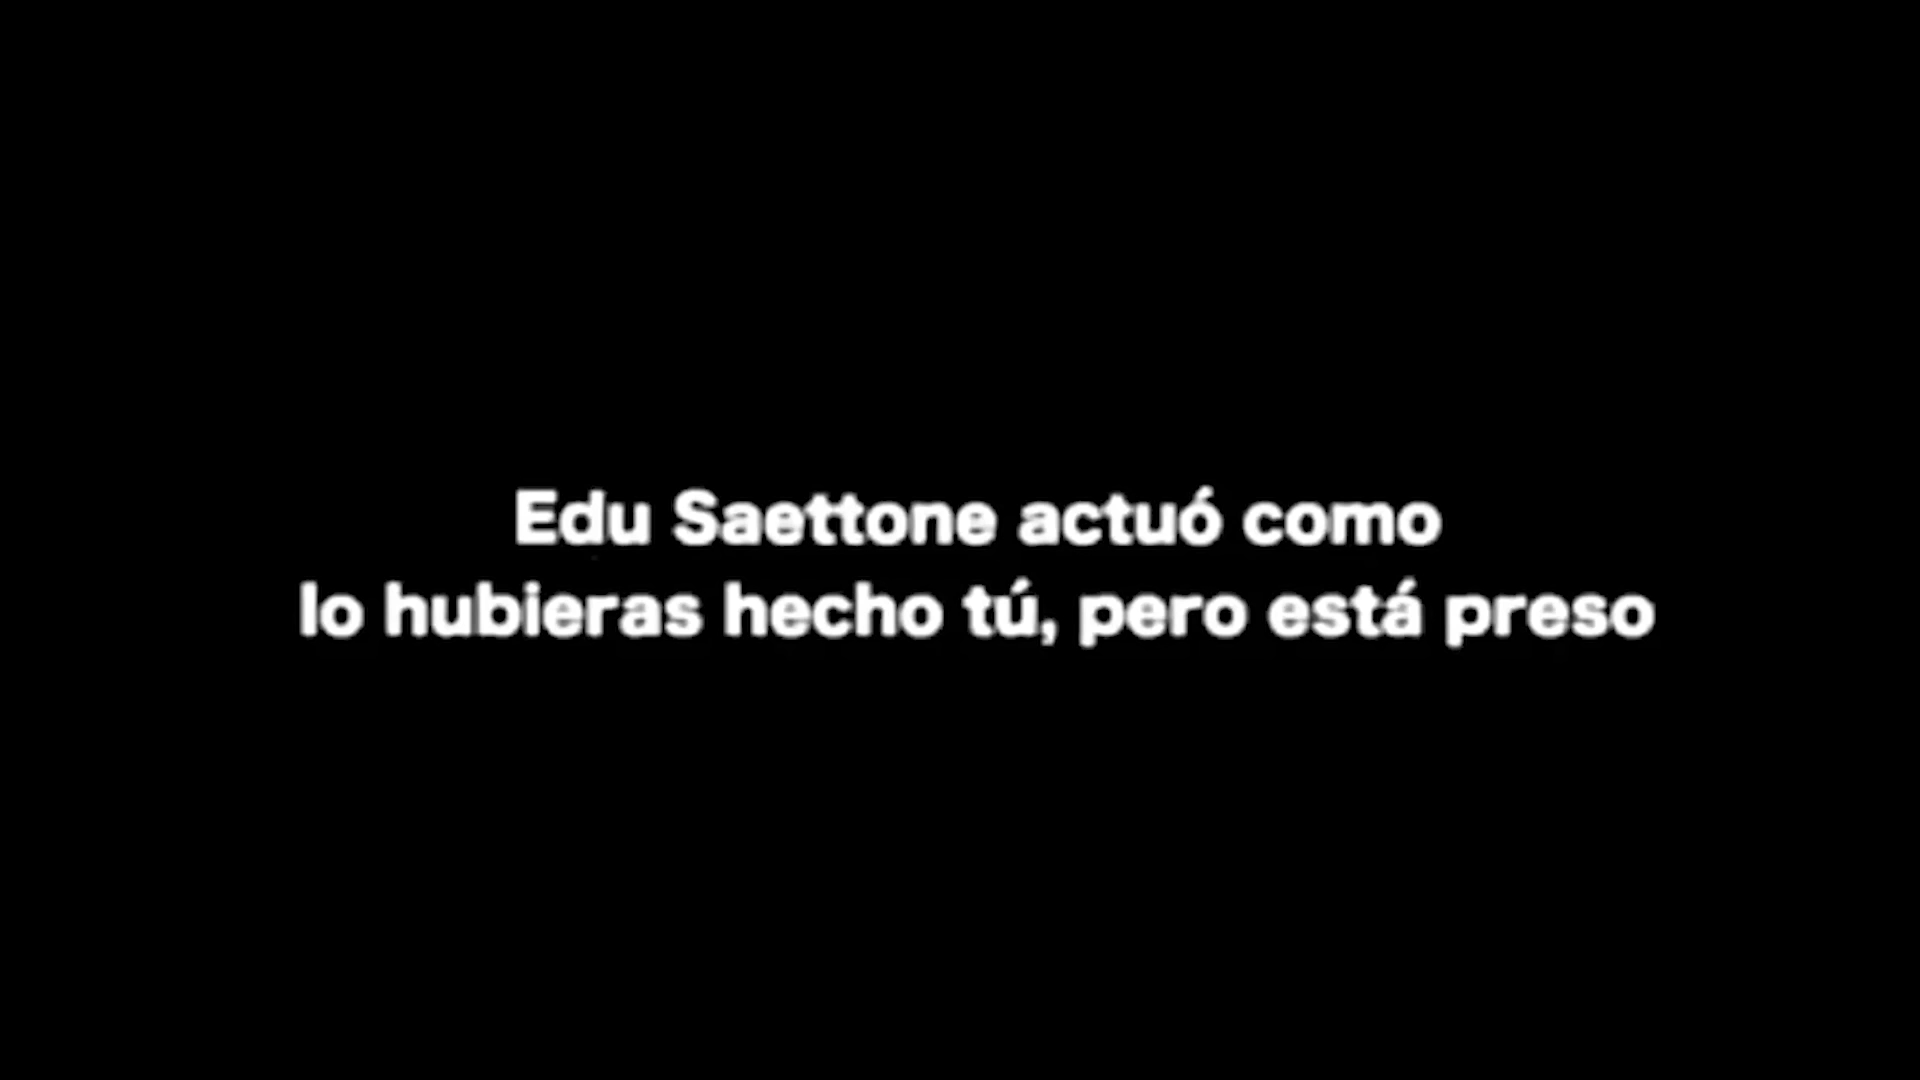 Edu Saettone actuó como
lo hubieras hecho tú, pero está preso